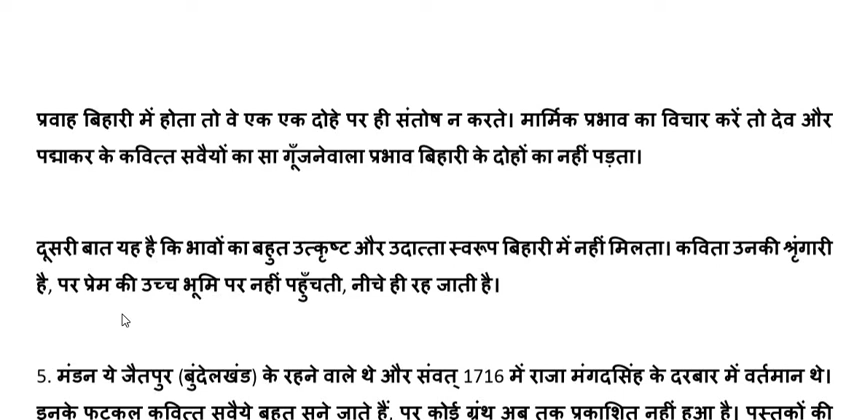 प्रवाह बिहारी में होता तो वे एक एक दोहे पर ही संतोष न करते। मार्मिक प्रभाव का विचार करें तो देव और
पद्माकर के कवित्त सवैयों का सा गूँजनेवाला प्रभाव बिहारी के दोहों का नहीं पड़ता।
दूसरी बात यह है कि भावों का बहुत उत्कृष्ट और उदात्ता स्वरूप बिहारी में नहीं मिलता। कविता उनकी श्रृंगारी
है, पर प्रेम की उच्च भूमि पर नहीं पहुँचती, नीचे ही रह जाती है।
5. मंडन ये जैतपुर (बुंदेलखंड) के रहने वाले थे और संवत् 1716 में राजा मंगदसिंह के दरबार में वर्तमान थे।
इनके फुटकल कवित्त सवैये बहुत सुने जाते हैं, पर कोई ग्रंथ अब तक प्रकाशित नहीं हुआ है। पुस्तकों की